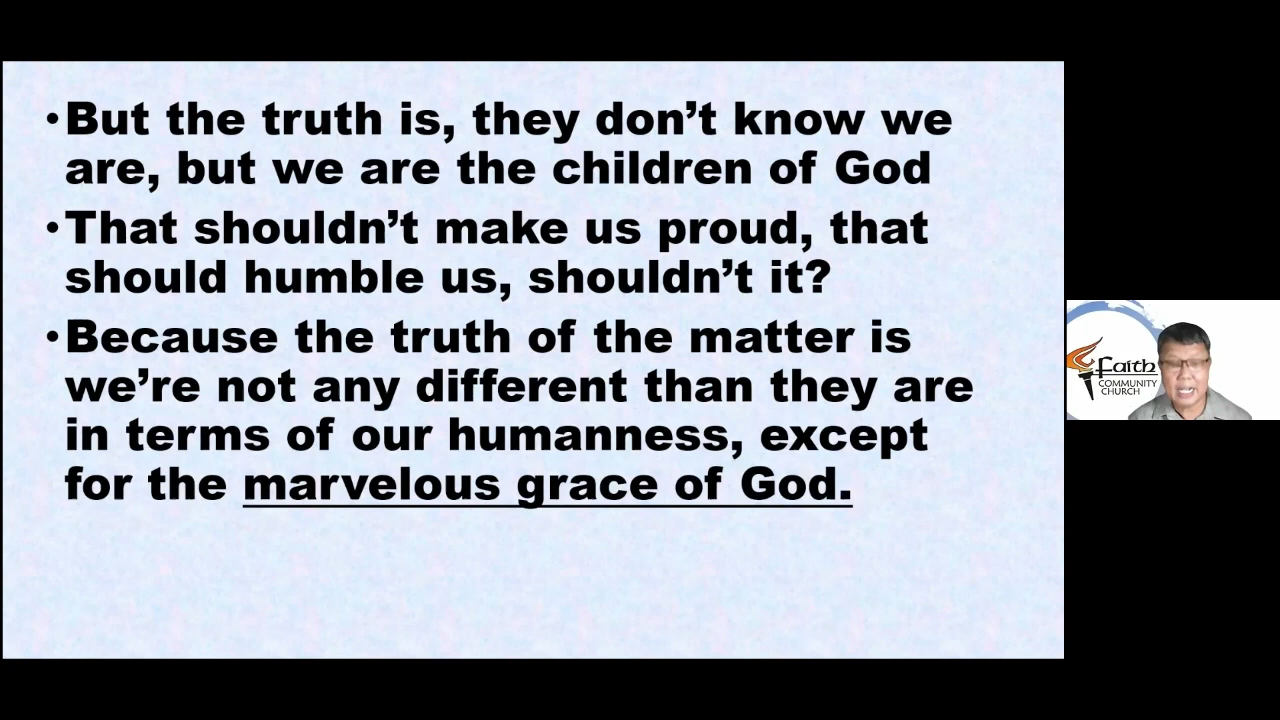 •But the truth is, they don’t know we
are, but we are the children of God
•That shouldn’t make us proud, that
should humble us, shouldn’t it?
•Because the truth of the matter is
we’re not any different than they are
in terms of our humanness, except
for the marvelous grace of God.
Faith
COMMUNITY
CHURCH